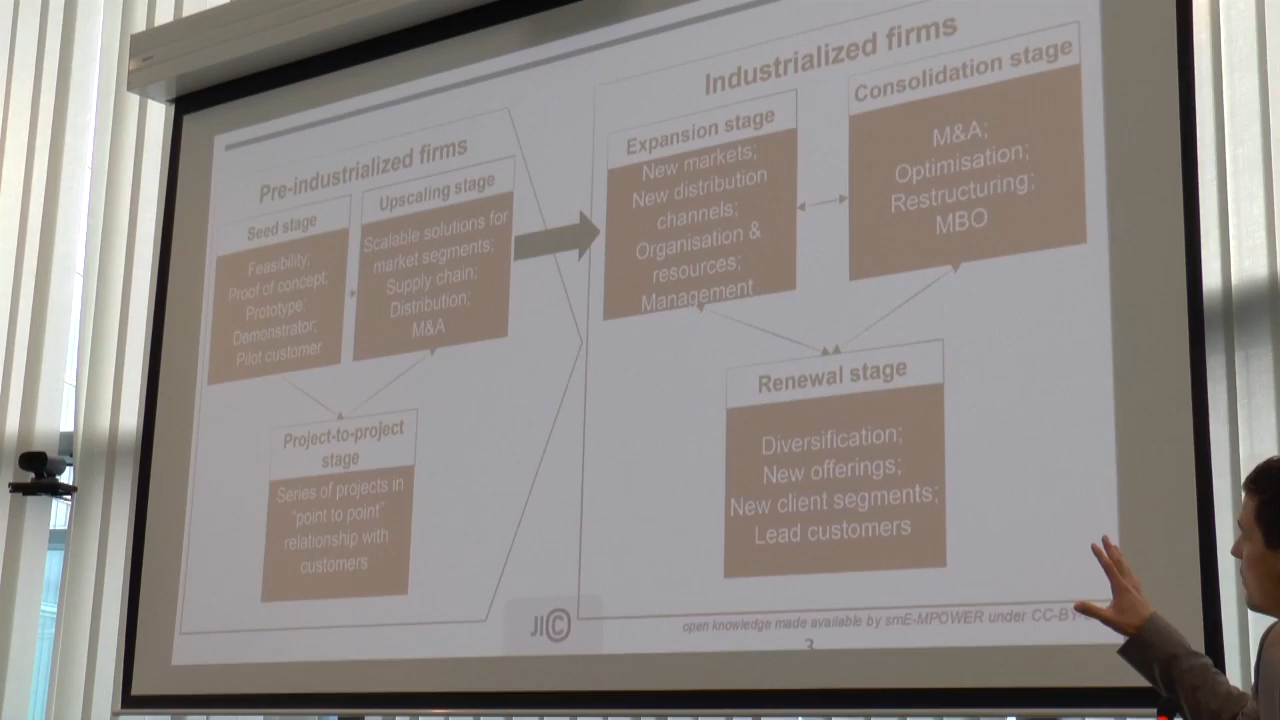 Pre-industrialized firms
Seed stage
Feasibility;
Proof of concept;
Prototype;
Demonstrator;
Pilot customer
Upscaling stage
Scalable solutions for
market segments;
Supply chain;
Distribution;
M&A
Project-to-project
stage
Series of projects in
"point to point"
relationship with
customers
Industrialized firms
Expansion stage
New markets;
New distribution
channels;
Organisation &
resources;
Management
Consolidation stage
M&A;
Optimisation;
Restructuring;
MBO
Renewal stage
Diversification;
New offerings;
New client segments;
Lead customers
JIC
open knowledge made available by smE-MPOWER under CC-BY-
3